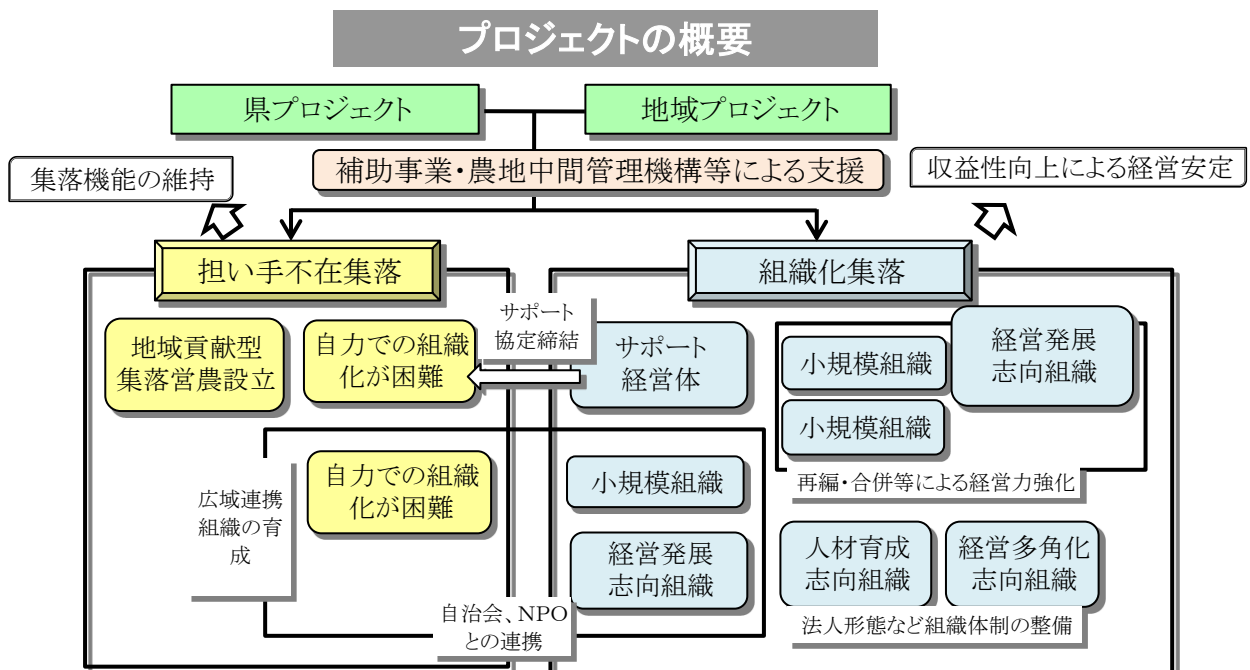 プロジェクトの概要
県プロジェクト
地域プロジェクト
補助事業・農地中間管理機構等による支援
集落機能の維持
収益性向上による経営安定
担い手不在集落
組織化集落
地域貢献型
集落営農設立
自力での組織
化が困難
サポート
協定締結
サポート
経営体
小規模組織
小規模組織
経営発展
志向組織
再編・合併等による経営力強化
広域連携
組織の育
成
自力での組織
化が困難
小規模組織
経営発展
志向組織
自治会、NPO
との連携
人材育成
志向組織
経営多角化
志向組織
法人形態など組織体制の整備